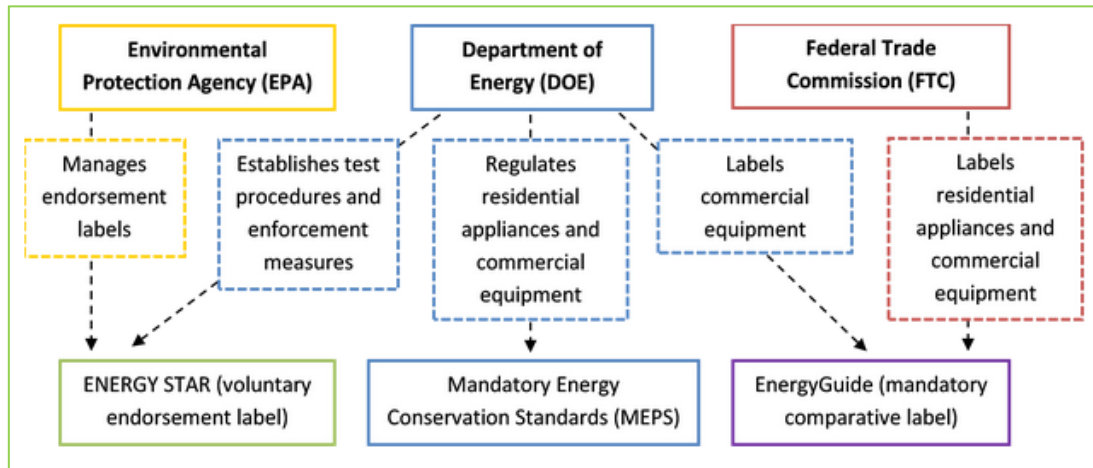 Environmental
Protection Agency (EPA)
Department of
Energy (DOE)
Federal Trade
Commission (FTC)
Manages
endorsement
labels
Establishes test
procedures and
enforcement
measures
Regulates
residential
appliances and
commercial
equipment
Labels
commercial
equipment
Labels
residential
appliances and
commercial
equipment
ENERGY STAR (voluntary
endorsement label)
Mandatory Energy
Conservation Standards (MEPS)
EnergyGuide (mandatory
comparative label)